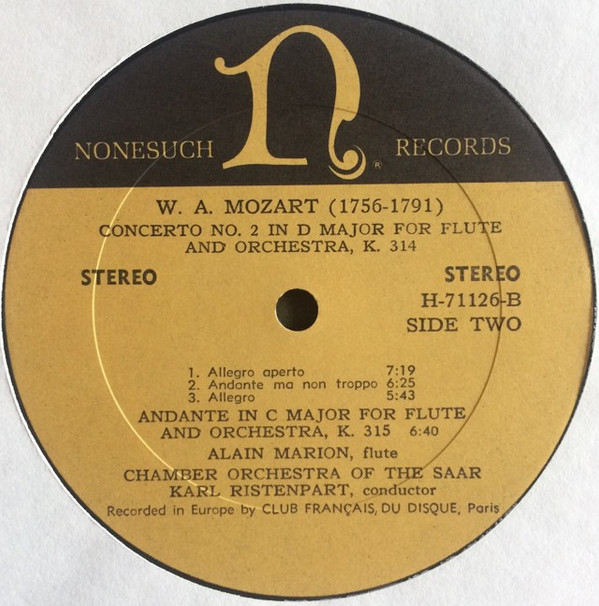 n
NONESUCH ® RECORDS
W. A. MOZART (1756-1791)
CONCERTO NO. 2 IN D MAJOR FOR FLUTE
AND ORCHESTRA, K. 314
STEREO STEREO
H-71126-B
SIDE TWO
1. Allegro aperto 7:19
2. Andante ma non troppo 6:25
3. Allegro 5:43
ANDANTE IN C MAJOR FOR FLUTE
AND ORCHESTRA, K. 315 6:40
ALAIN MARION, flute
CHAMBER ORCHESTRA OF THE SAAR
KARL RISTENPART, conductor
Recorded in Europe by CLUB FRANÇAIS, DU DISQUE, Paris